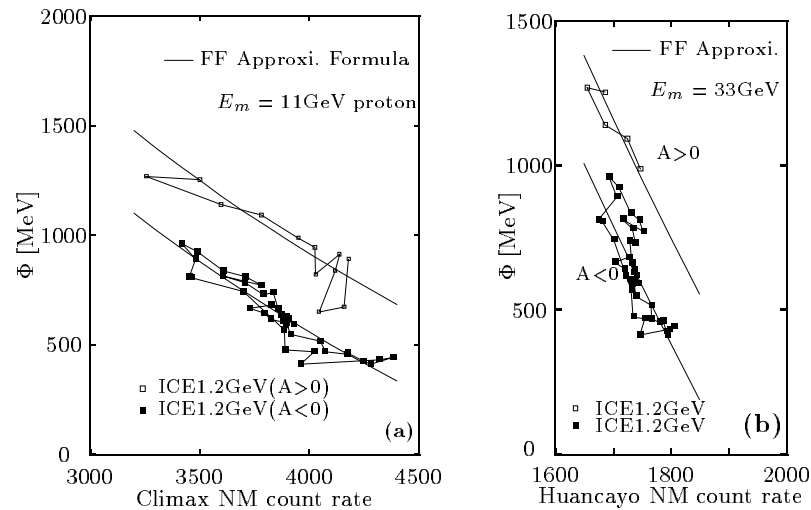 2000
1500
1000
500
0
3000
3500
4000
4500
Φ [MeV]
Climax NM count rate
FF Approxi. Formula
E_m = 11GeV proton
ICE1.2GeV(A>0)
ICE1.2GeV(A<0)
(a)
1500
1000
500
0
1600
1800
2000
Φ [MeV]
Huancayo NM count rate
FF Approxi.
E_m = 33GeV
A>0
A<0
ICE1.2GeV
ICE1.2GeV
(b)